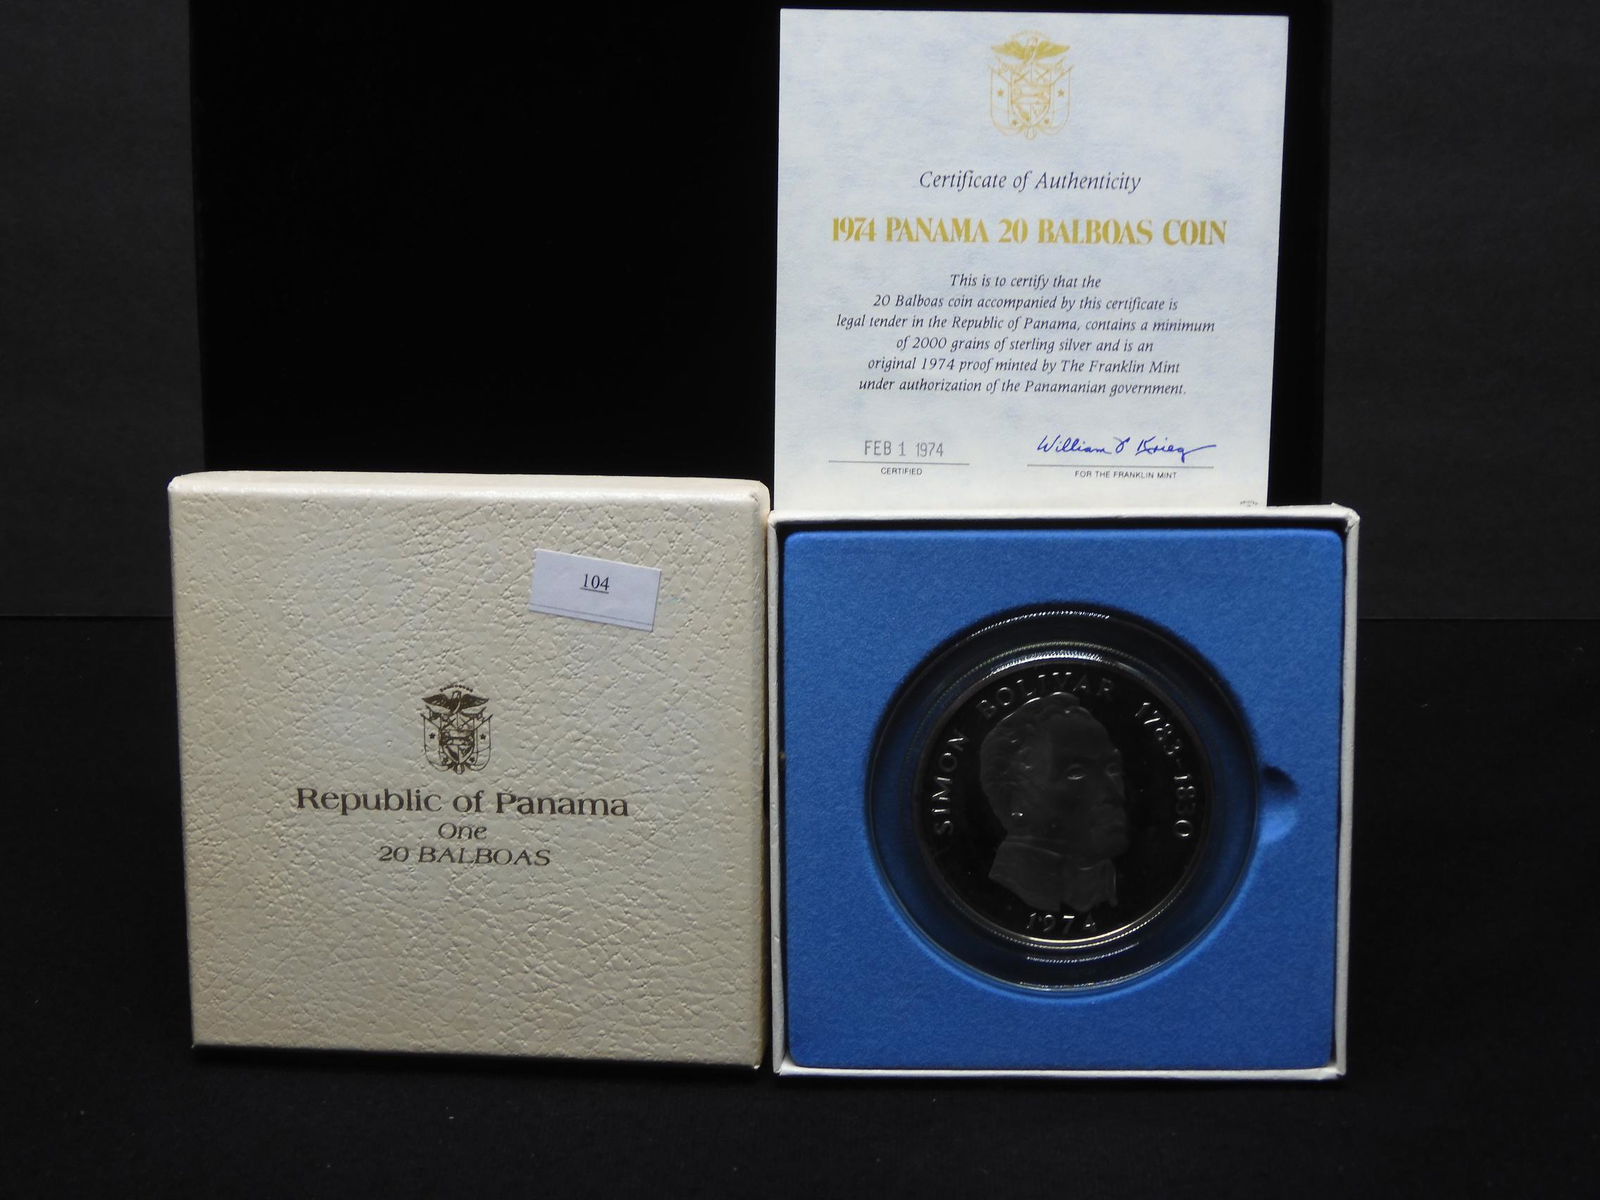 Certificate of Authenticity
1974 PANAMA 20 BALBOAS COIN
This is to certify that the
20 Balboas coin accompanied by this certificate is
legal tender in the Republic of Panama, contains a minimum
of 2000 grains of sterling silver and is an
original 1974 proof minted by The Franklin Mint
under authorization of the Panamanian government.
FEB 1 1974
CERTIFIED
William F Krieg
FOR THE FRANKLIN MINT
104
Republic of Panama
One
20 BALBOAS
SIMON BOLIVAR 1783-1830
1974